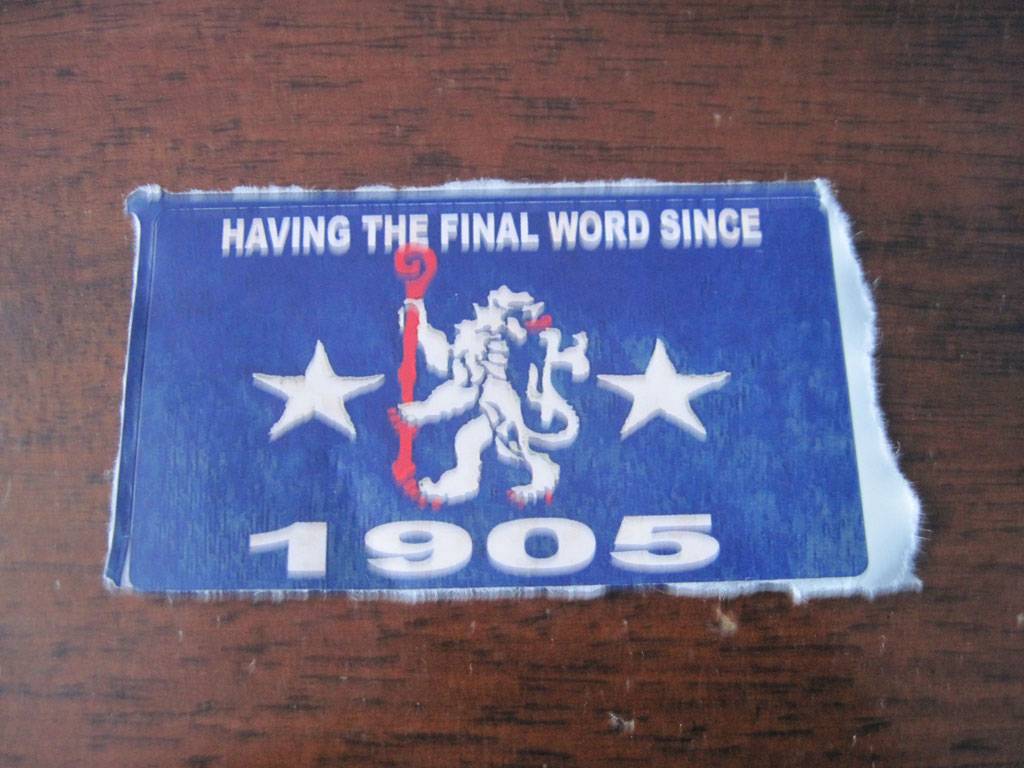 HAVING THE FINAL WORD SINCE
1905